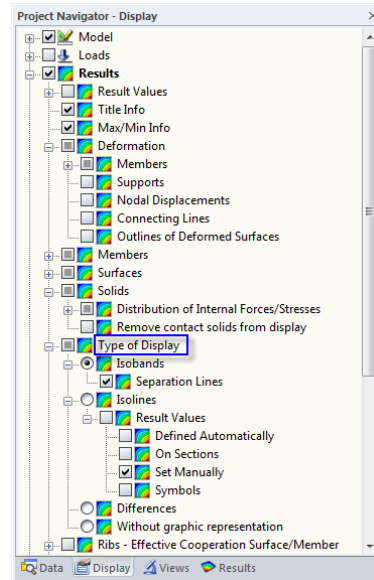 Project Navigator - Display
Model
Loads
Results
Result Values
Title Info
Max/Min Info
Deformation
Members
Supports
Nodal Displacements
Connecting Lines
Outlines of Deformed Surfaces
Members
Surfaces
Solids
Distribution of Internal Forces/Stresses
Remove contact solids from display
Type of Display
Isobands
Separation Lines
Isolines
Result Values
Defined Automatically
On Sections
Set Manually
Symbols
Differences
Without graphic representation
Ribs - Effective Cooperation Surface/Member
Data Display Views Results